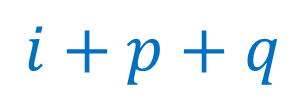 i + p + q